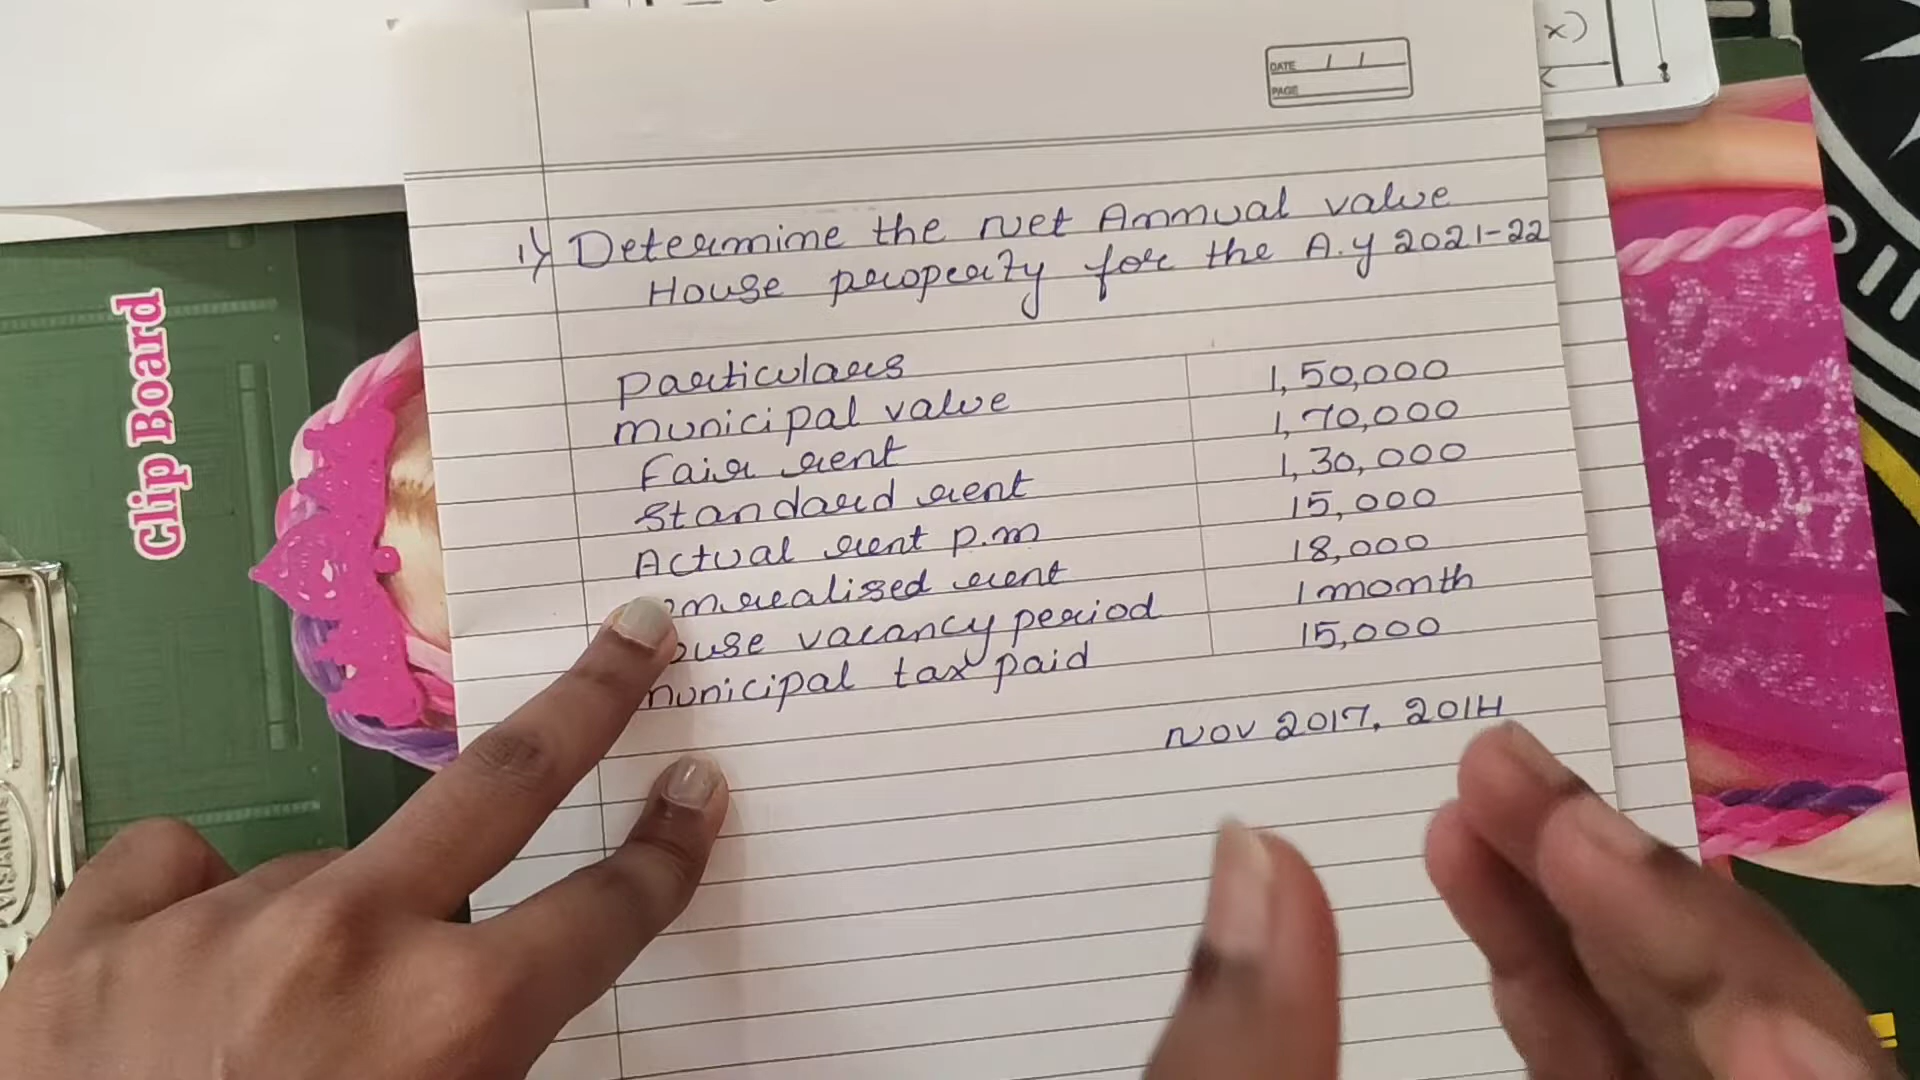 DATE / /
PAGE
x)
1) Determine the Net Annual value
House property for the A.y 2021-22
Particulars
Municipal value 1,50,000
Fair rent 1,70,000
Standard rent 1,30,000
Actual rent p.m 15,000
nrealised rent 18,000
ouse vacancy period 1 month
Municipal tax paid 15,000
Nov 2017, 2014
Clip Board